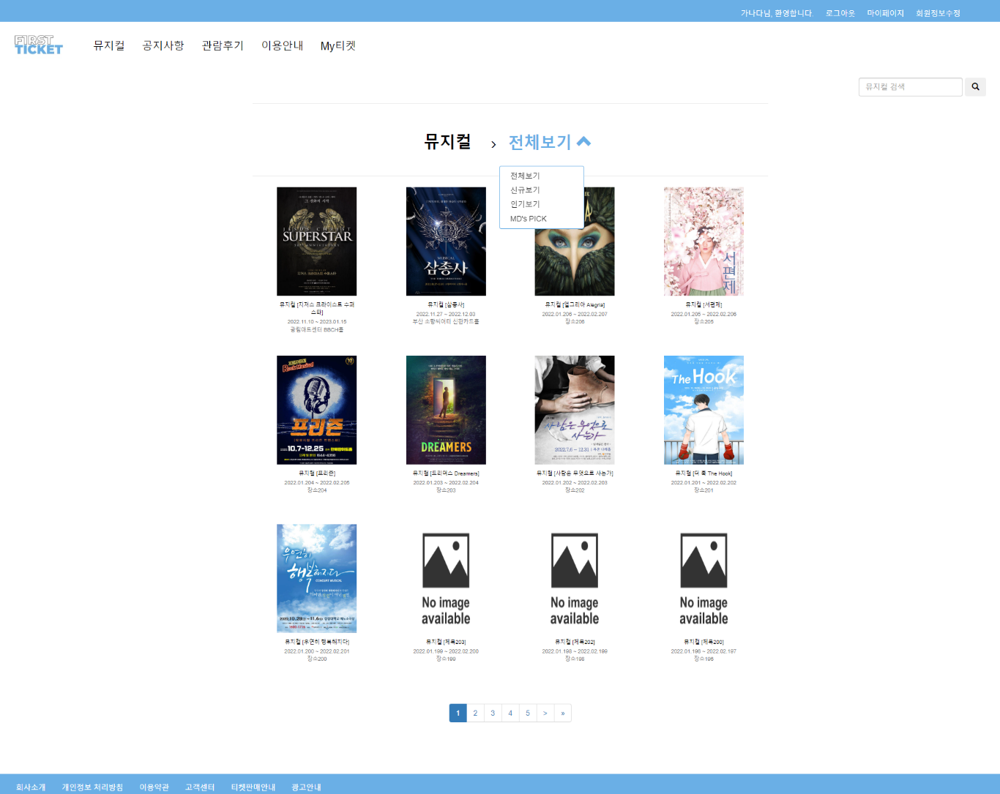 가나다님, 환영합니다.
로그아웃
마이페이지
회원정보수정
FIRST
TICKET
뮤지컬
공지사항
관람후기
이용안내
My티켓
뮤지컬 검색
뮤지컬 > 전체보기
전체보기
신규보기
인기보기
MD's PICK
JESUS CHRIST
SUPERSTAR
MUSICAL
삼총사
서편제
뮤지컬 [지저스 크라이스트 수퍼
스타]
2022.11.10 ~ 2023.01.15
광림아트센터 BBCH홀
뮤지컬 [삼총사]
2022.11.27 ~ 2022.12.03
부산 소향씨어터 신한카드홀
뮤지컬 [엘그리아 Alegria]
2022.01.206 ~ 2022.02.207
장소206
뮤지컬 [서편제]
2022.01.205 ~ 2022.02.206
장소205
Rock Musical
프리즌
10.7-12.25
DREAMERS
사람은 무엇으로
사는가
2022.7.6 ~ 12.31
The Hook
뮤지컬 [프리즌]
2022.01.204 ~ 2022.02.205
장소204
뮤지컬 [드리머스 Dreamers]
2022.01.203 ~ 2022.02.204
장소203
뮤지컬 [사람은 무엇으로 사는가]
2022.01.202 ~ 2022.02.203
장소202
뮤지컬 [더 훅 The Hook]
2022.01.201 ~ 2022.02.202
장소201
우연히
행복해지다
No image
available
No image
available
No image
available
뮤지컬 [우연히 행복해지다]
2022.01.200 ~ 2022.02.201
장소200
뮤지컬 [제목203]
2022.01.199 ~ 2022.02.200
장소199
뮤지컬 [제목202]
2022.01.198 ~ 2022.02.199
장소198
뮤지컬 [제목200]
2022.01.196 ~ 2022.02.197
장소196
1 2 3 4 5 > »
회사소개
개인정보 처리방침
이용약관
고객센터
티켓판매안내
광고안내